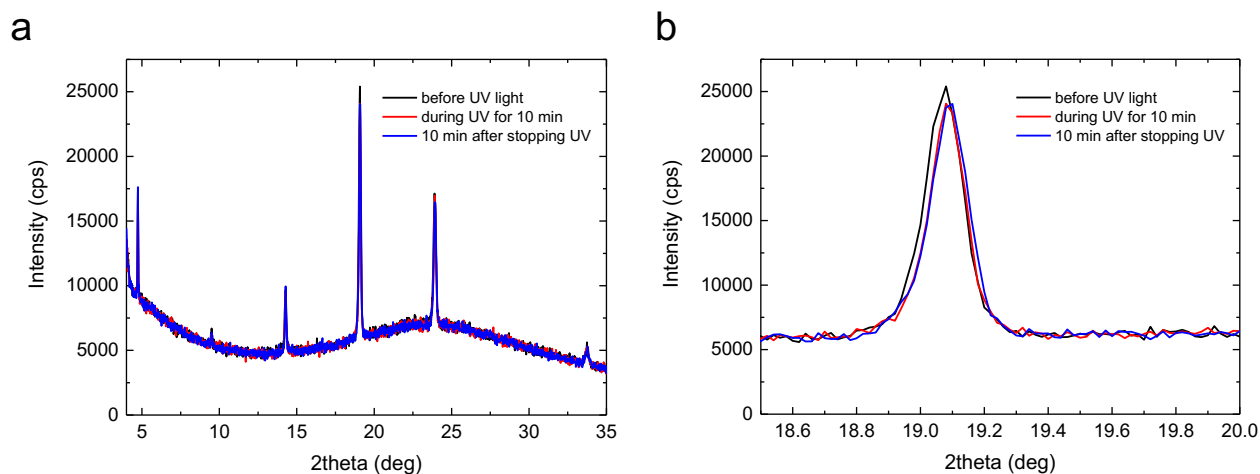 a
25000
20000
15000
10000
5000
0
Intensity (cps)
before UV light
during UV for 10 min
10 min after stopping UV
5 10 15 20 25 30 35
2theta (deg)
b
25000
20000
15000
10000
5000
0
Intensity (cps)
before UV light
during UV for 10 min
10 min after stopping UV
18.6 18.8 19.0 19.2 19.4 19.6 19.8 20.0
2theta (deg)